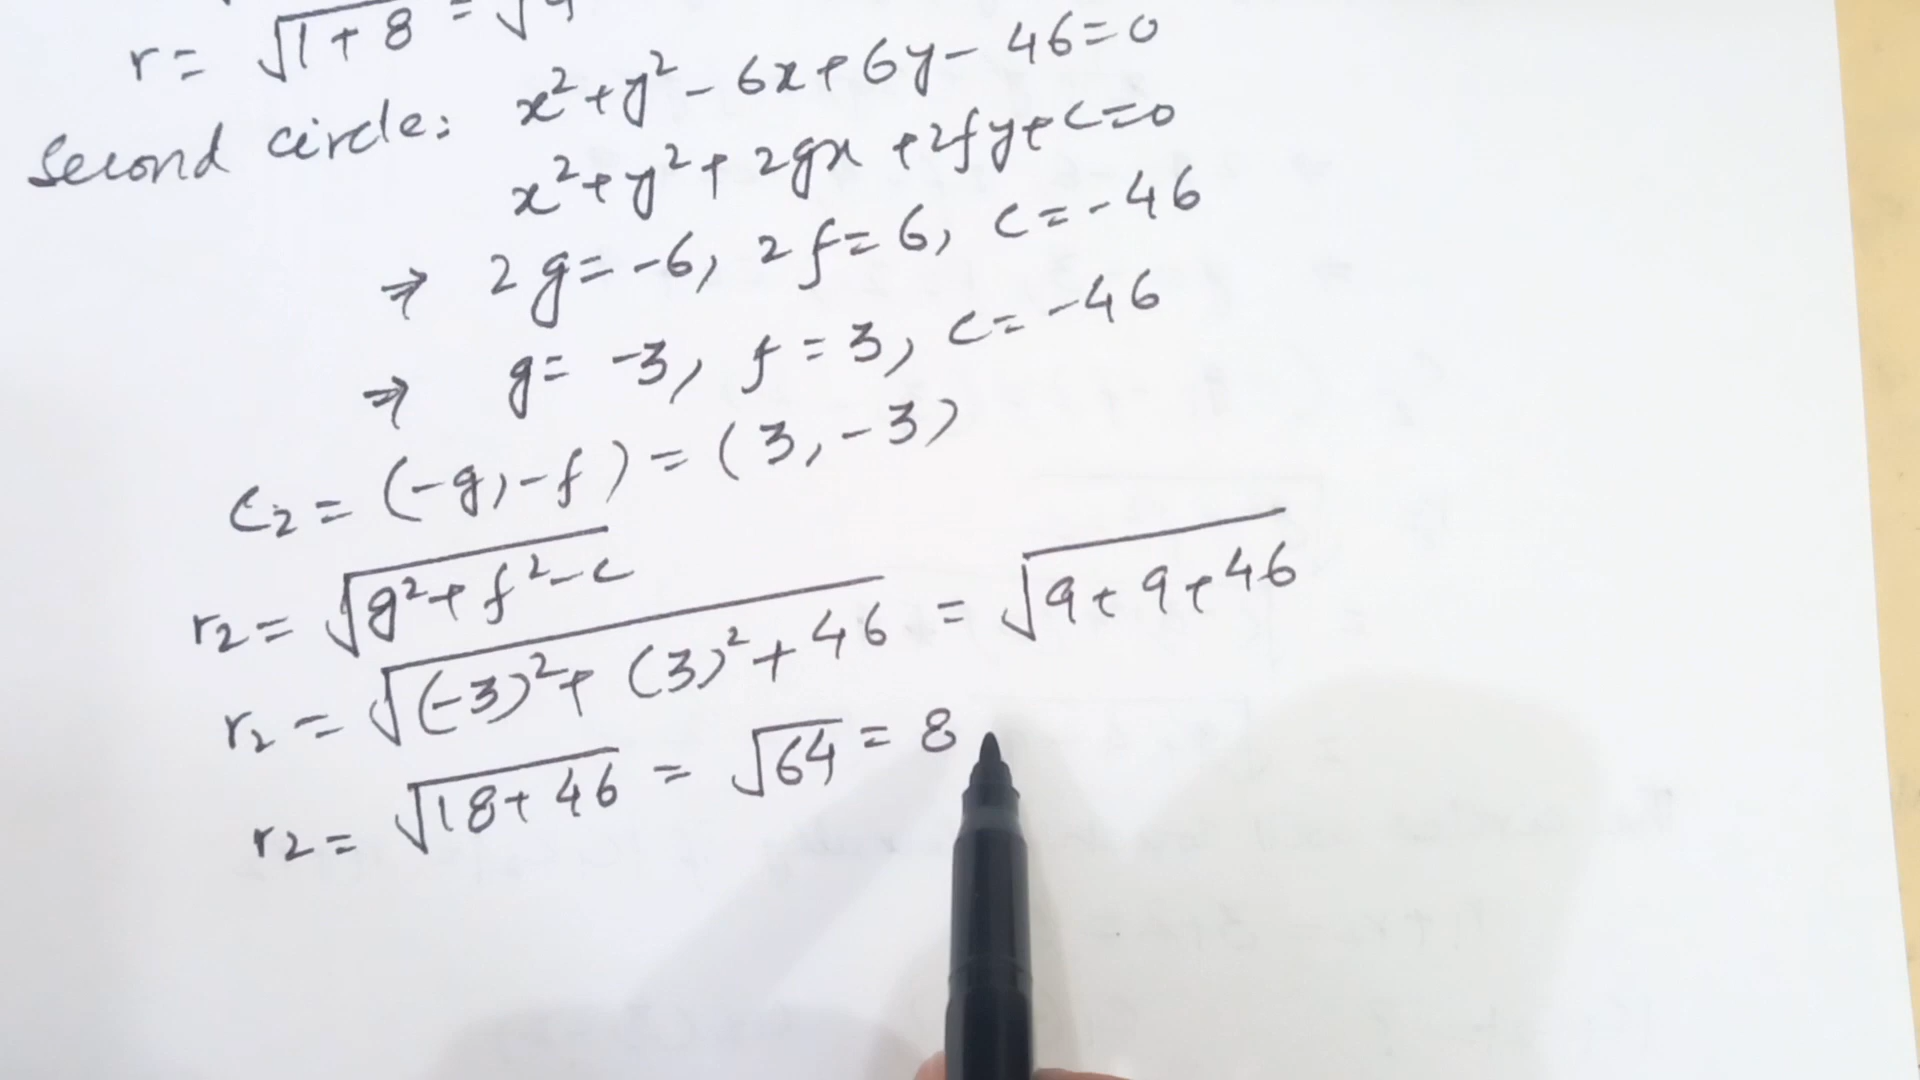 r = √1+8 = √9
Second circle: x²+y²-6x+6y-46=0
x²+y²+2gx+2fy+c=0
⇒ 2g=-6, 2f=6, c=-46
⇒ g=-3, f=3, c=-46
C₂ = (-g,-f) = (3,-3)
r₂ = √g²+f²-c
r₂ = √(-3)²+(3)²+46 = √9+9+46
r₂ = √18+46 = √64 = 8